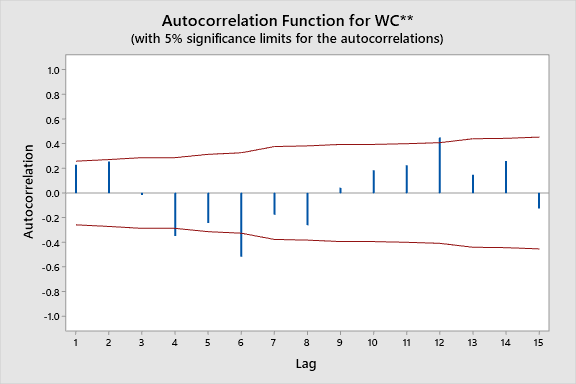 Autocorrelation Function for WC**
(with 5% significance limits for the autocorrelations)
1.0
0.8
0.6
0.4
0.2
0.0
-0.2
-0.4
-0.6
-0.8
-1.0
Autocorrelation
1 2 3 4 5 6 7 8 9 10 11 12 13 14 15
Lag